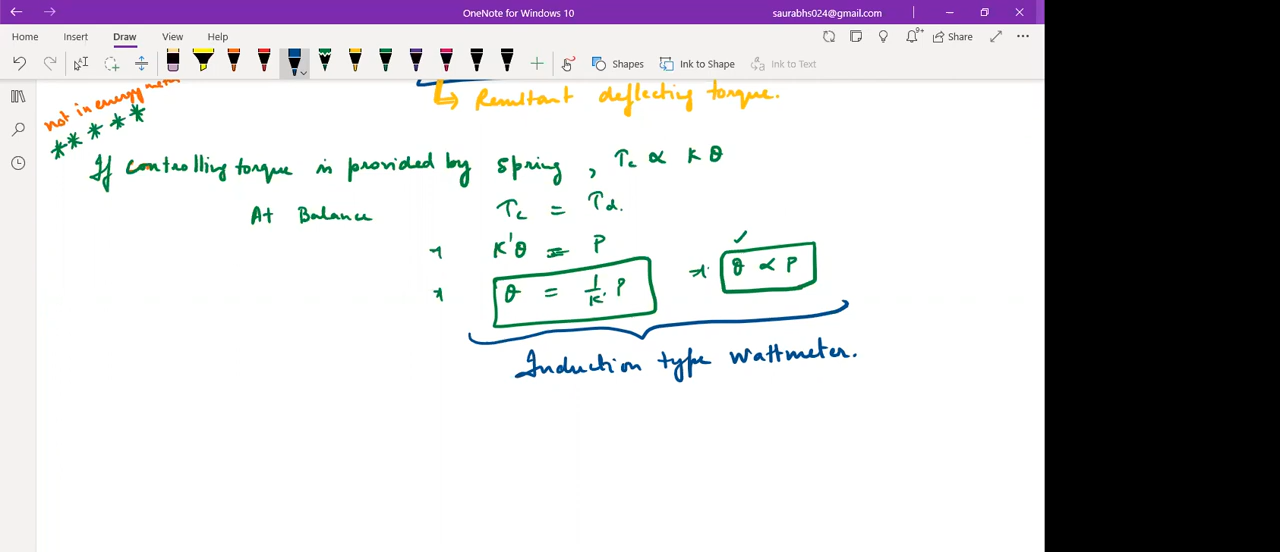 OneNote for Windows 10
saurabhs024@gmail.com
Home Insert Draw View Help
9+ Share
Shapes Ink to Shape Ink to Text
not in energy meter
↳ Resultant deflecting torque.
*****
If controlling torque is provided by spring, Tc ∝ K θ
At Balance Tc = Td.
K'θ = P
θ = 1/K' P
θ ∝ P
Induction type Wattmeter.